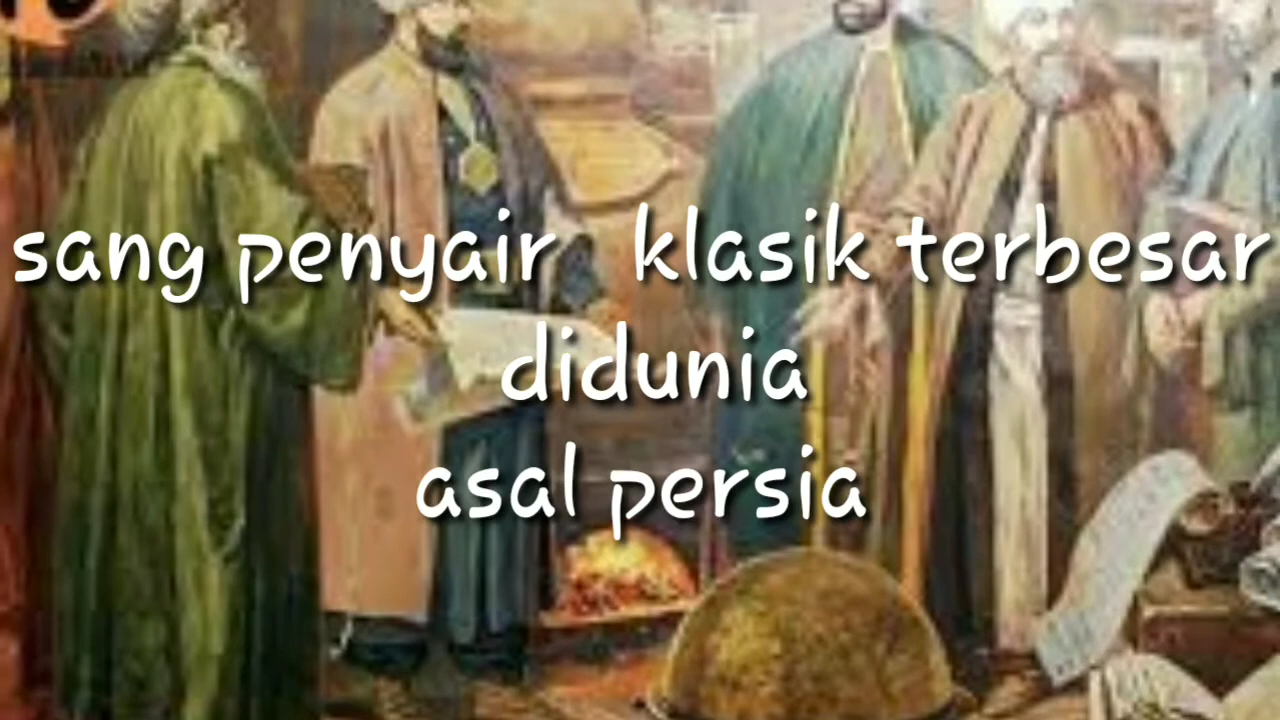 sang penyair klasik terbesar
didunia
asal persia